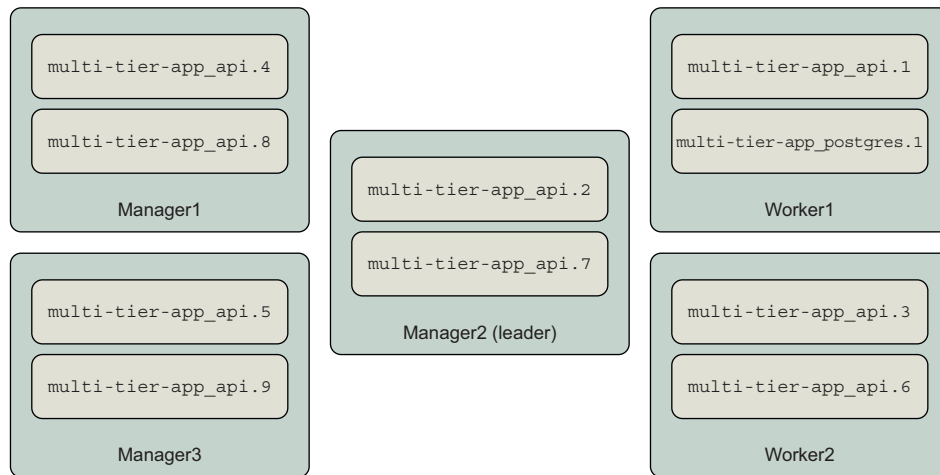 multi-tier-app_api.4
multi-tier-app_api.8
Manager1
multi-tier-app_api.5
multi-tier-app_api.9
Manager3
multi-tier-app_api.2
multi-tier-app_api.7
Manager2 (leader)
multi-tier-app_api.1
multi-tier-app_postgres.1
Worker1
multi-tier-app_api.3
multi-tier-app_api.6
Worker2